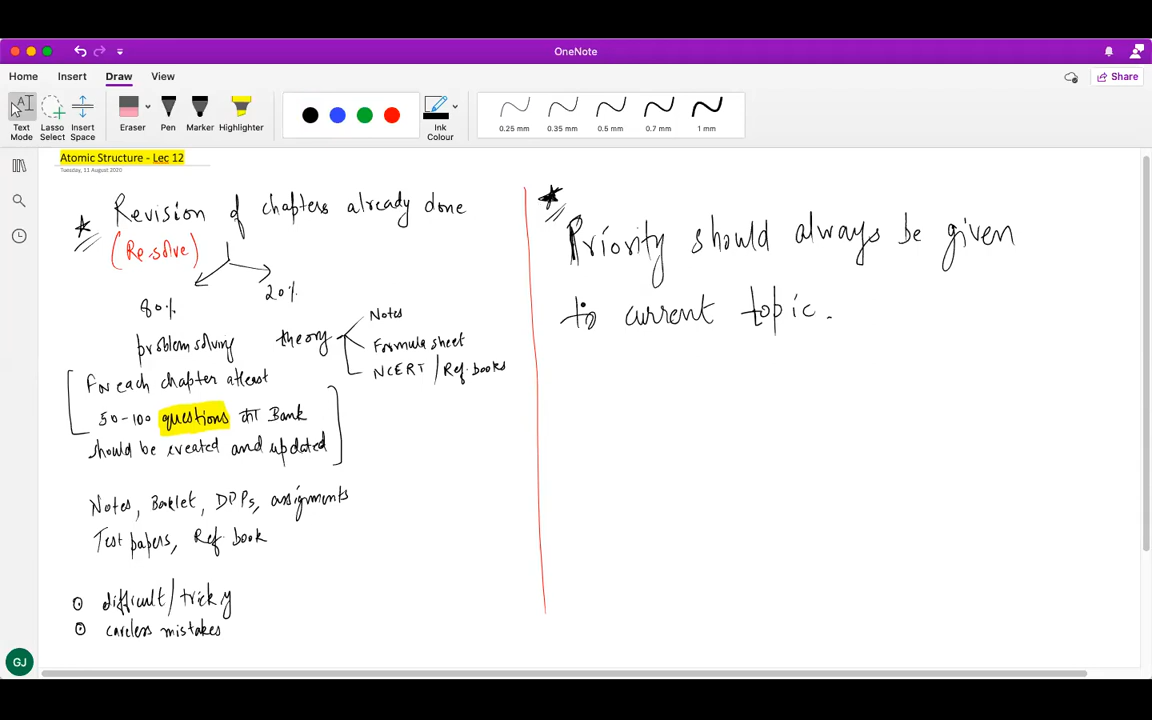 OneNote
Home Insert Draw View
Share
Text Mode
Lasso Select
Insert Space
Eraser
Pen
Marker
Highlighter
Ink Colour
0.25 mm
0.35 mm
0.5 mm
0.7 mm
1 mm
Atomic Structure - Lec 12
Tuesday, 11 August 2020
Revision of chapters already done
(Re-solve)
80%
20%
problem solving
theory
Notes
Formula sheet
NCERT / Ref. books
For each chapter atleast
50-100 questions Bank
should be created and updated
Notes, Booklet, DPPs, assignments
Test papers, Ref. book
difficult/tricky
careless mistakes
Priority should always be given
to current topic.
GJ